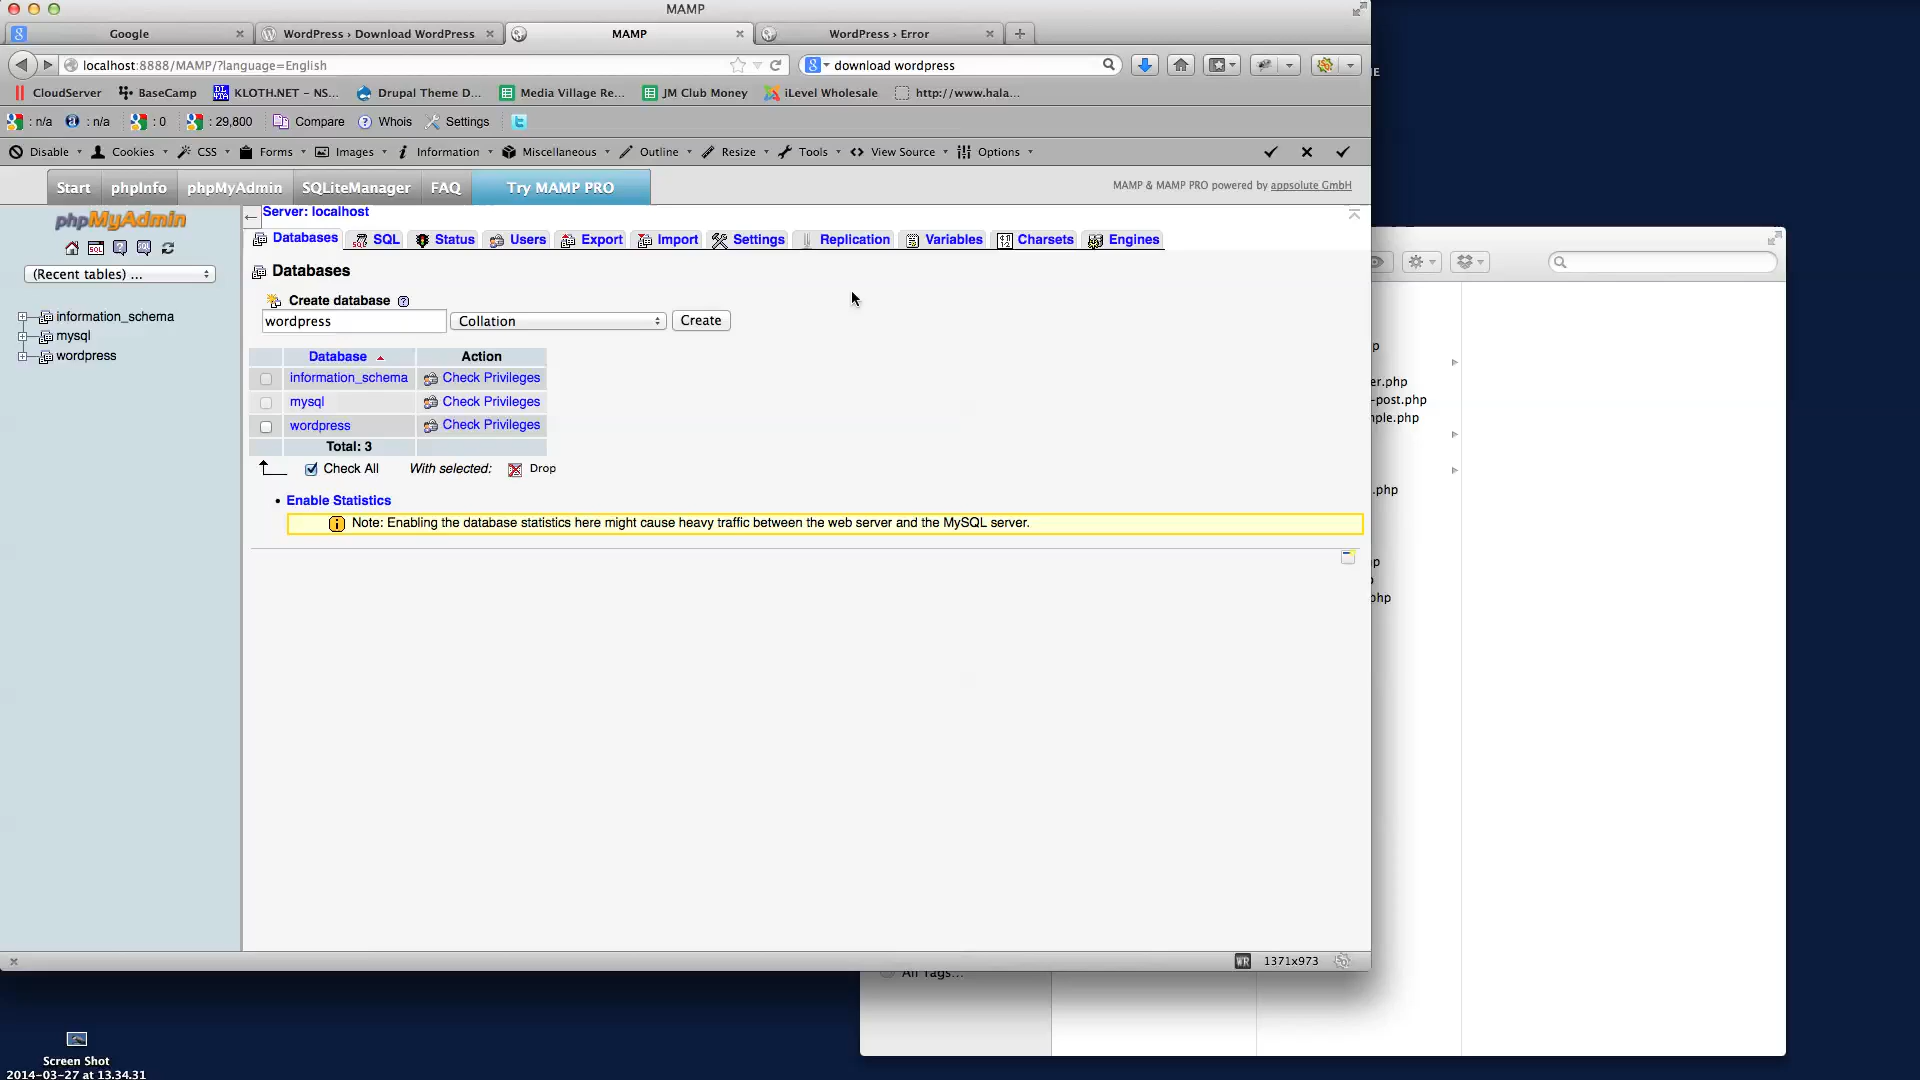 MAMP
Google
WordPress › Download WordPress
MAMP
WordPress › Error
localhost:8888/MAMP/?language=English
download wordpress
CloudServer
BaseCamp
KLOTH.NET - NS...
Drupal Theme D...
Media Village Re...
JM Club Money
iLevel Wholesale
http://www.hala...
: n/a
: n/a
: 0
: 29,800
Compare
Whois
Settings
Disable
Cookies
CSS
Forms
Images
Information
Miscellaneous
Outline
Resize
Tools
View Source
Options
Start
phpInfo
phpMyAdmin
SQLiteManager
FAQ
Try MAMP PRO
MAMP & MAMP PRO powered by appsolute GmbH
phpMyAdmin
(Recent tables) ...
information_schema
mysql
wordpress
Server: localhost
Databases
SQL
Status
Users
Export
Import
Settings
Replication
Variables
Charsets
Engines
Databases
Create database
wordpress
Collation
Create
Database
Action
information_schema
Check Privileges
mysql
Check Privileges
wordpress
Check Privileges
Total: 3
Check All
With selected:
Drop
Enable Statistics
Note: Enabling the database statistics here might cause heavy traffic between the web server and the MySQL server.
1371x973
er.php
-post.php
ple.php
.php
php
All Tags...
Screen Shot
2014-03-27 at 13.34.31